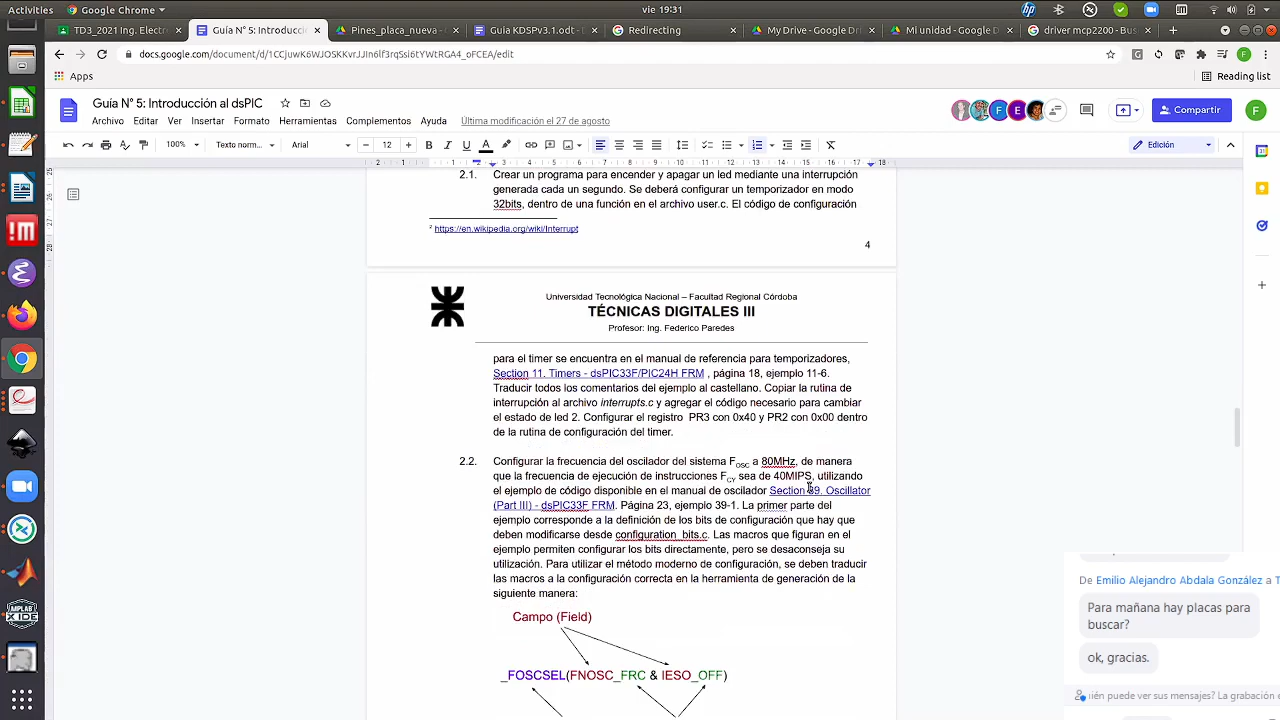 Activities
Google Chrome
vie 19:31
TD3_2021 Ing. Electró
Guía N° 5: Introducci
Pines_placa_nueva - G
Guia KDSPv3.1.odt - G
Redirecting
My Drive - Google Dri
Mi unidad - Google D
driver mcp2200 - Bus
docs.google.com/document/d/1CCjuwK6WJOSKKvrJJIn6lf3rqSsi6tYWtRGA4_oFCEA/edit
Apps
Reading list
Guía N° 5: Introducción al dsPIC
Archivo Editar Ver Insertar Formato Herramientas Complementos Ayuda Última modificación el 27 de agosto
Compartir
100% Texto norm... Arial 12 Edición
2.1. Crear un programa para encender y apagar un led mediante una interrupción
generada cada un segundo. Se deberá configurar un temporizador en modo
32bits, dentro de una función en el archivo user.c. El código de configuración
2 https://en.wikipedia.org/wiki/Interrupt
4
Universidad Tecnológica Nacional – Facultad Regional Córdoba
TÉCNICAS DIGITALES III
Profesor: Ing. Federico Paredes
para el timer se encuentra en el manual de referencia para temporizadores,
Section 11. Timers - dsPIC33F/PIC24H FRM , página 18, ejemplo 11-6.
Traducir todos los comentarios del ejemplo al castellano. Copiar la rutina de
interrupción al archivo interrupts.c y agregar el código necesario para cambiar
el estado de led 2. Configurar el registro PR3 con 0x40 y PR2 con 0x00 dentro
de la rutina de configuración del timer.
2.2. Configurar la frecuencia del oscilador del sistema FOSC a 80MHz, de manera
que la frecuencia de ejecución de instrucciones FCY sea de 40MIPS, utilizando
el ejemplo de código disponible en el manual de oscilador Section 39. Oscillator
(Part III) - dsPIC33F FRM. Página 23, ejemplo 39-1. La primer parte del
ejemplo corresponde a la definición de los bits de configuración que hay que
deben modificarse desde configuration_bits.c. Las macros que figuran en el
ejemplo permiten configurar los bits directamente, pero se desaconseja su
utilización. Para utilizar el método moderno de configuración, se deben traducir
las macros a la configuración correcta en la herramienta de generación de la
siguiente manera:
Campo (Field)
_FOSCSEL(FNOSC_FRC & IESO_OFF)
De Emilio Alejandro Abdala González a T
Para mañana hay placas para
buscar?
ok, gracias.
ién puede ver sus mensajes? La grabación e